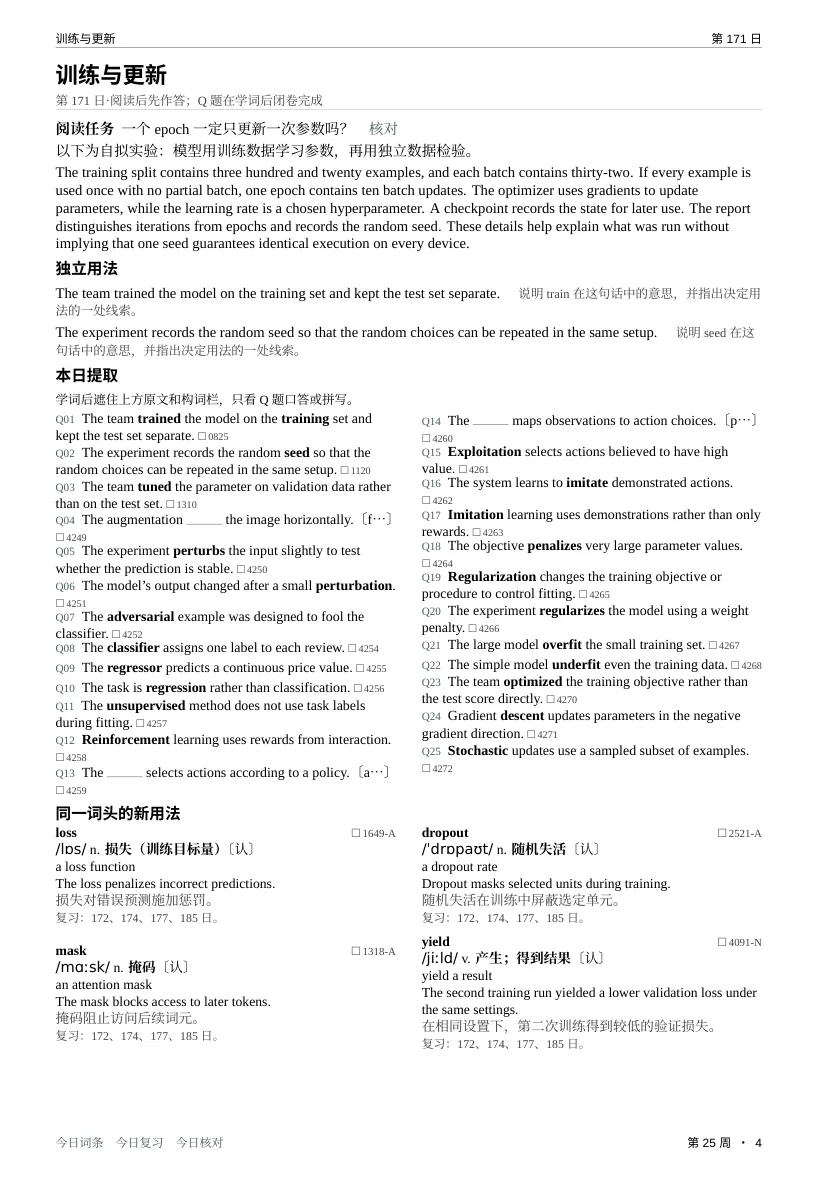 训练与更新 第 171 日
训练与更新
第 171 日·阅读后先作答；Q 题在学词后闭卷完成
阅读任务 一个 epoch 一定只更新一次参数吗？ 核对
以下为自拟实验：模型用训练数据学习参数，再用独立数据检验。
The training split contains three hundred and twenty examples, and each batch contains thirty-two. If every example is
used once with no partial batch, one epoch contains ten batch updates. The optimizer uses gradients to update
parameters, while the learning rate is a chosen hyperparameter. A checkpoint records the state for later use. The report
distinguishes iterations from epochs and records the random seed. These details help explain what was run without
implying that one seed guarantees identical execution on every device.
独立用法
The team trained the model on the training set and kept the test set separate. 说明 train 在这句话中的意思，并指出决定用
法的一处线索。
The experiment records the random seed so that the random choices can be repeated in the same setup. 说明 seed 在这
句话中的意思，并指出决定用法的一处线索。
本日提取
学词后遮住上方原文和构词栏，只看 Q 题口答或拼写。
Q01 The team trained the model on the training set and
kept the test set separate. □ 0825
Q02 The experiment records the random seed so that the
random choices can be repeated in the same setup. □ 1120
Q03 The team tuned the parameter on validation data rather
than on the test set. □ 1310
Q04 The augmentation _____ the image horizontally.〔f⋯〕
□ 4249
Q05 The experiment perturbs the input slightly to test
whether the prediction is stable. □ 4250
Q06 The model’s output changed after a small perturbation.
□ 4251
Q07 The adversarial example was designed to fool the
classifier. □ 4252
Q08 The classifier assigns one label to each review. □ 4254
Q09 The regressor predicts a continuous price value. □ 4255
Q10 The task is regression rather than classification. □ 4256
Q11 The unsupervised method does not use task labels
during fitting. □ 4257
Q12 Reinforcement learning uses rewards from interaction.
□ 4258
Q13 The _____ selects actions according to a policy.〔a⋯〕
□ 4259
Q14 The _____ maps observations to action choices.〔p⋯〕
□ 4260
Q15 Exploitation selects actions believed to have high
value. □ 4261
Q16 The system learns to imitate demonstrated actions.
□ 4262
Q17 Imitation learning uses demonstrations rather than only
rewards. □ 4263
Q18 The objective penalizes very large parameter values.
□ 4264
Q19 Regularization changes the training objective or
procedure to control fitting. □ 4265
Q20 The experiment regularizes the model using a weight
penalty. □ 4266
Q21 The large model overfit the small training set. □ 4267
Q22 The simple model underfit even the training data. □ 4268
Q23 The team optimized the training objective rather than
the test score directly. □ 4270
Q24 Gradient descent updates parameters in the negative
gradient direction. □ 4271
Q25 Stochastic updates use a sampled subset of examples.
□ 4272
同一词头的新用法
loss □ 1649-A
/lɒs/ n. 损失（训练目标量）〔认〕
a loss function
The loss penalizes incorrect predictions.
损失对错误预测施加惩罚。
复习：172、174、177、185 日。
mask □ 1318-A
/mɑːsk/ n. 掩码〔认〕
an attention mask
The mask blocks access to later tokens.
掩码阻止访问后续词元。
复习：172、174、177、185 日。
dropout □ 2521-A
/ˈdrɒpaʊt/ n. 随机失活〔认〕
a dropout rate
Dropout masks selected units during training.
随机失活在训练中屏蔽选定单元。
复习：172、174、177、185 日。
yield □ 4091-N
/jiːld/ v. 产生；得到结果〔认〕
yield a result
The second training run yielded a lower validation loss under
the same settings.
在相同设置下，第二次训练得到较低的验证损失。
复习：172、174、177、185 日。
今日词条 今日复习 今日核对 第 25 周 · 4